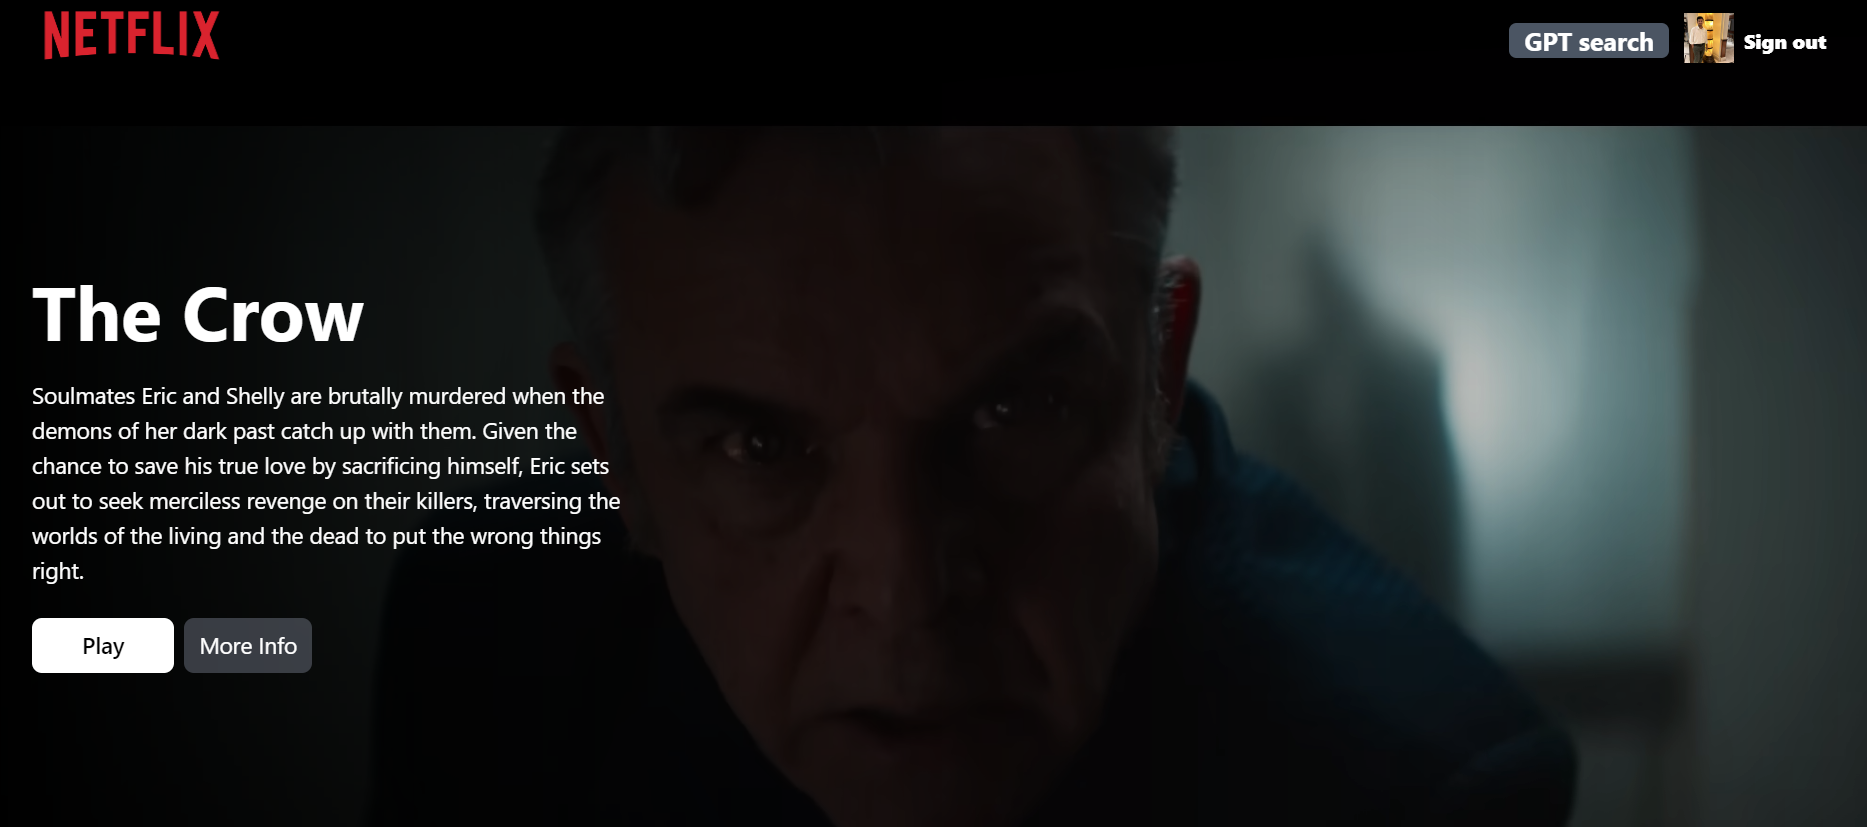 NETFLIX
GPT search
Sign out
The Crow
Soulmates Eric and Shelly are brutally murdered when the
demons of her dark past catch up with them. Given the
chance to save his true love by sacrificing himself, Eric sets
out to seek merciless revenge on their killers, traversing the
worlds of the living and the dead to put the wrong things
right.
Play
More Info